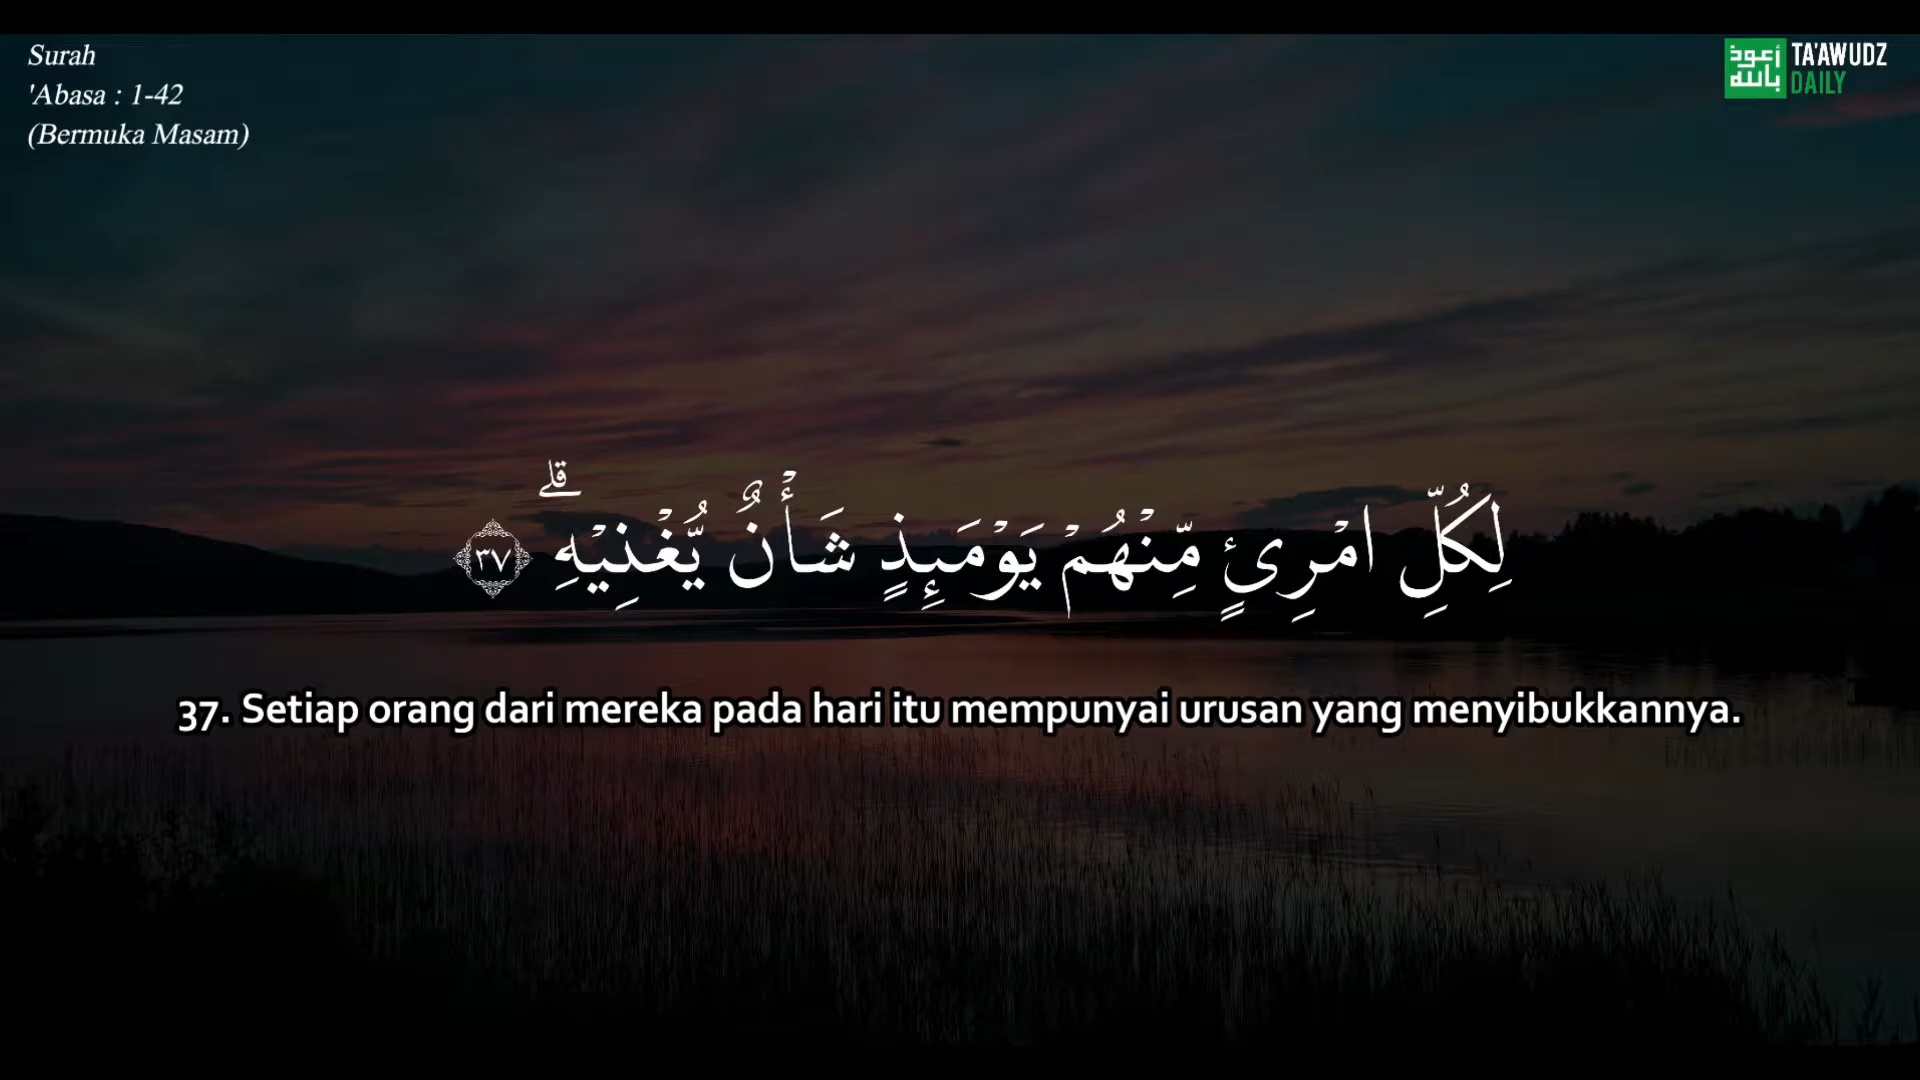 Surah
'Abasa : 1-42
(Bermuka Masam)
أعوذ
بالله
TA'AWUDZ
DAILY
لِكُلِّ امْرِئٍ مِّنْهُمْ يَوْمَىِٕذٍ شَأْنٌ يُّغْنِيْهِۗ ٣٧
37. Setiap orang dari mereka pada hari itu mempunyai urusan yang menyibukkannya.